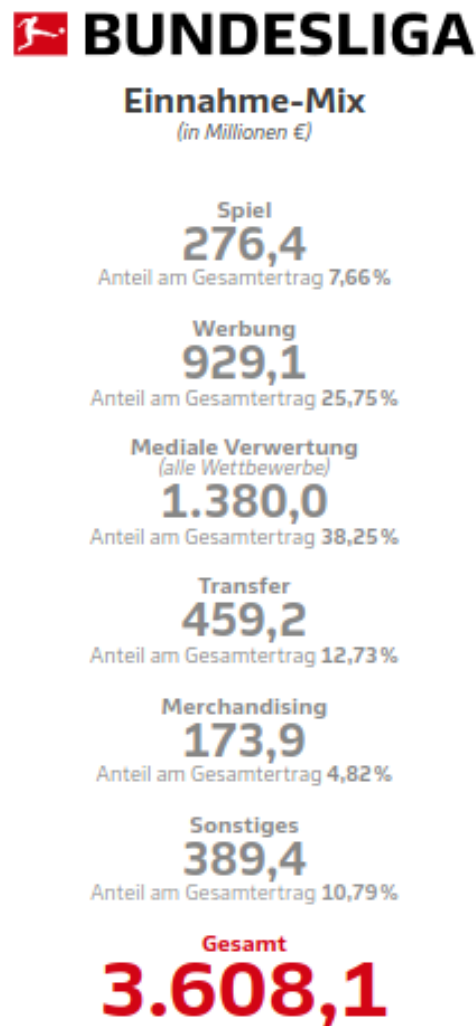 BUNDESLIGA
Einnahme-Mix
(in Millionen €)
Spiel
276,4
Anteil am Gesamtertrag 7,66 %
Werbung
929,1
Anteil am Gesamtertrag 25,75 %
Mediale Verwertung
(alle Wettbewerbe)
1.380,0
Anteil am Gesamtertrag 38,25 %
Transfer
459,2
Anteil am Gesamtertrag 12,73 %
Merchandising
173,9
Anteil am Gesamtertrag 4,82 %
Sonstiges
389,4
Anteil am Gesamtertrag 10,79 %
Gesamt
3.608,1